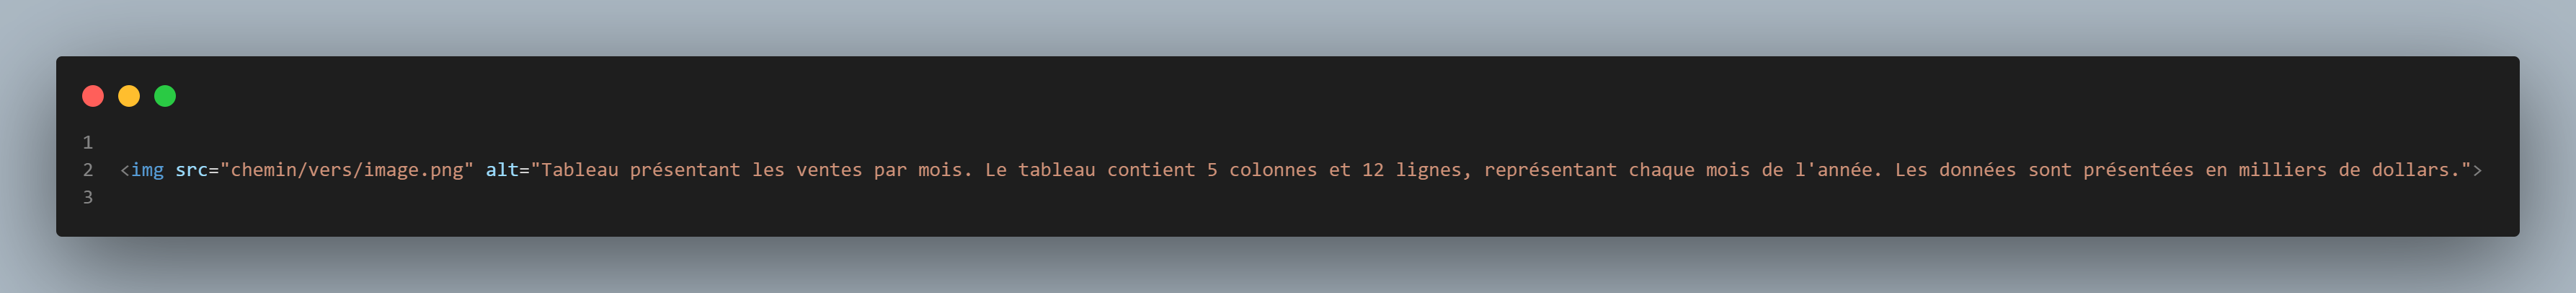 1
2 <img src="chemin/vers/image.png" alt="Tableau présentant les ventes par mois. Le tableau contient 5 colonnes et 12 lignes, représentant chaque mois de l'année. Les données sont présentées en milliers de dollars.">
3